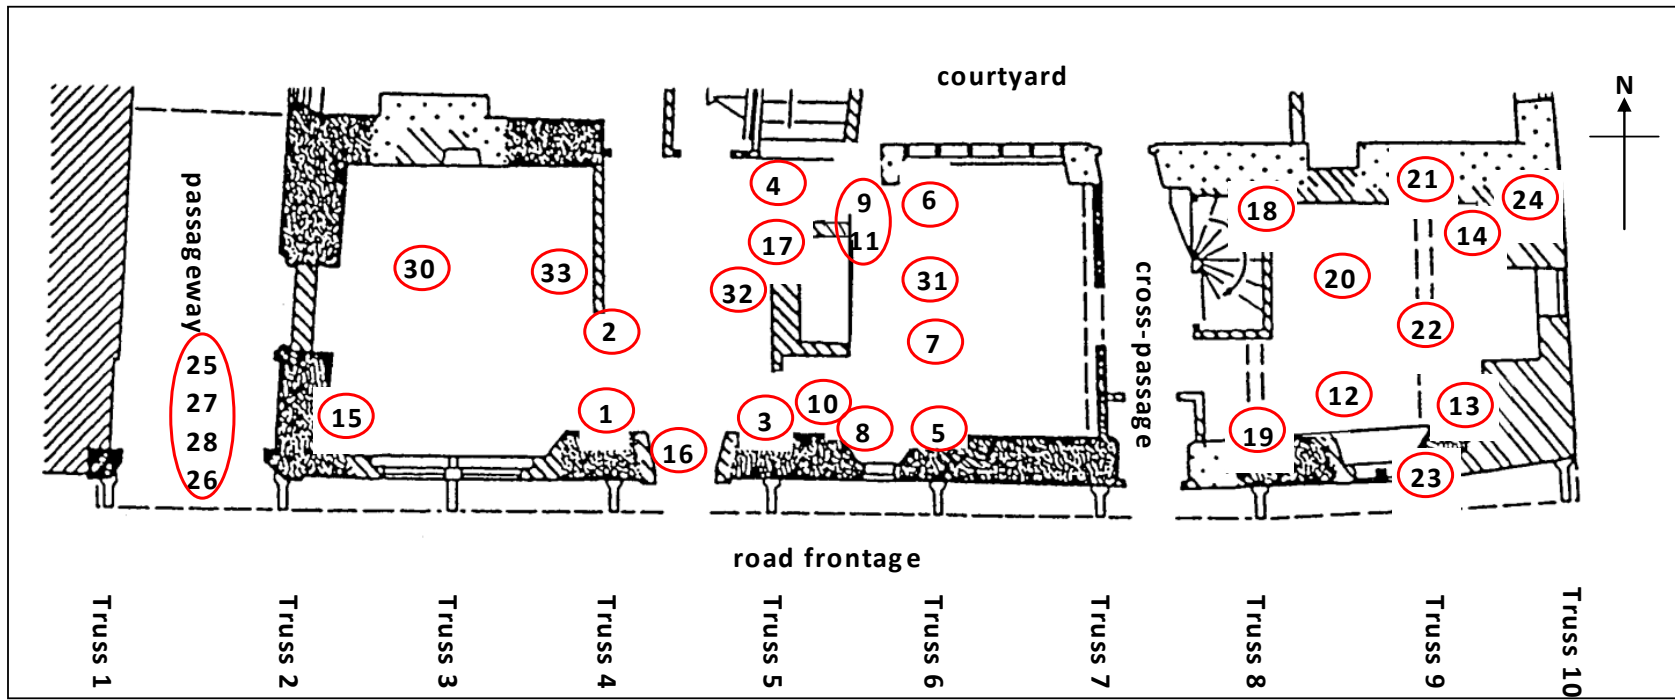 courtyard
N
passageway
4
9
11
6
17
30
33
32
31
2
7
25
27
28
26
15
1
16
3
10
8
5
cross-passage
18
21
24
14
20
22
12
13
19
23
road frontage
Truss 1
Truss 2
Truss 3
Truss 4
Truss 5
Truss 6
Truss 7
Truss 8
Truss 9
Truss 10